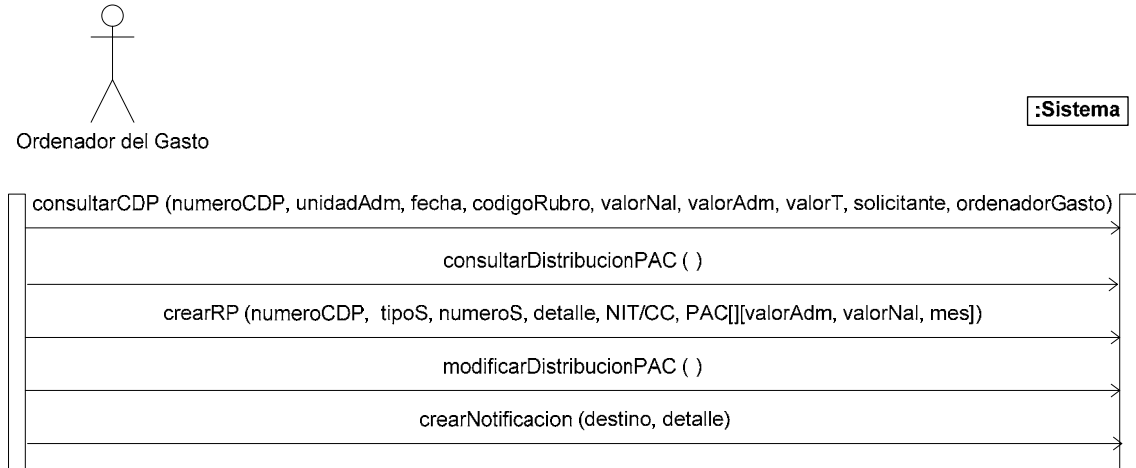 Ordenador del Gasto
:Sistema
consultarCDP (numeroCDP, unidadAdm, fecha, codigoRubro, valorNal, valorAdm, valorT, solicitante, ordenadorGasto)
consultarDistribucionPAC ( )
crearRP (numeroCDP, tipoS, numeroS, detalle, NIT/CC, PAC[][valorAdm, valorNal, mes])
modificarDistribucionPAC ( )
crearNotificacion (destino, detalle)